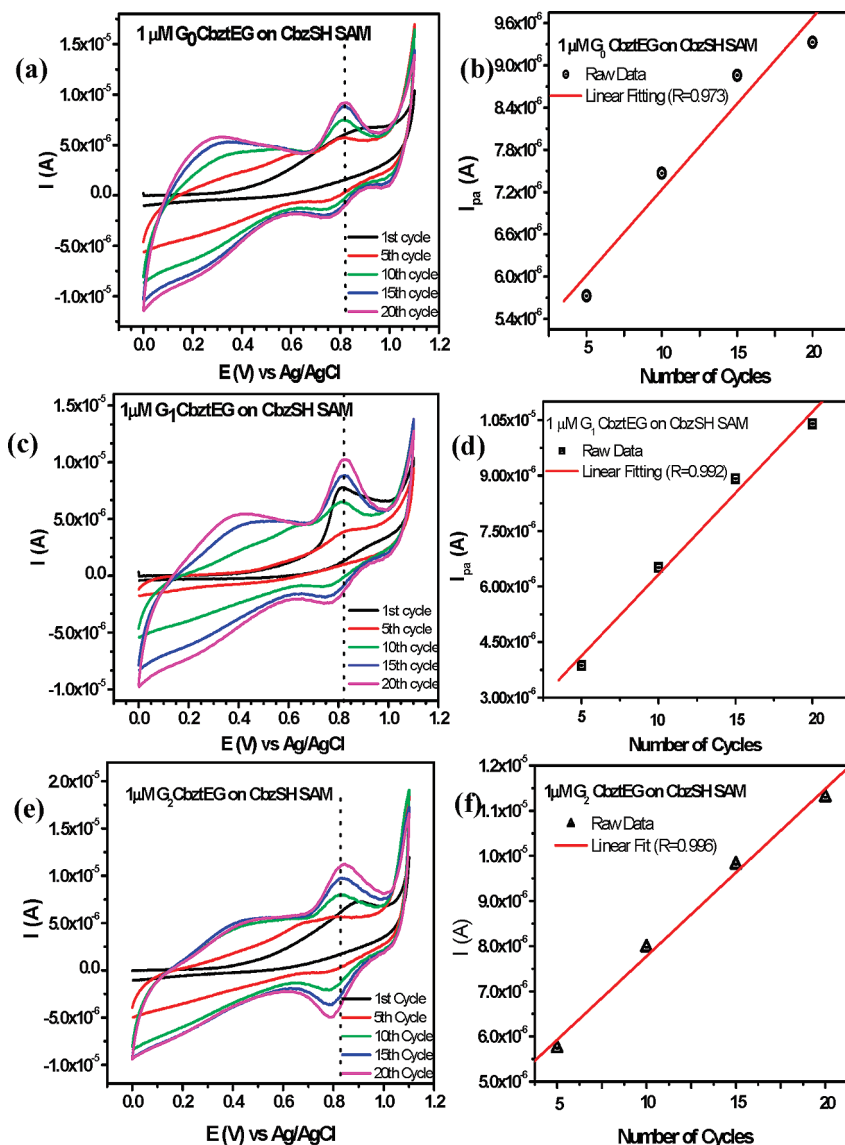 (a)
1 μM G0CbztEG on CbzSH SAM
1.5x10-5
1.0x10-5
5.0x10-6
0.0
-5.0x10-6
-1.0x10-5
I (A)
1st cycle
5th cycle
10th cycle
15th cycle
20th cycle
0.0 0.2 0.4 0.6 0.8 1.0 1.2
E (V) vs Ag/AgCl
(b)
1 μM G0 CbztEG on CbzSH SAM
Raw Data
Linear Fitting (R=0.973)
9.6x10-6
9.0x10-6
8.4x10-6
7.8x10-6
7.2x10-6
6.6x10-6
6.0x10-6
5.4x10-6
Ipa (A)
5 10 15 20
Number of Cycles
(c)
1μM G1CbztEG on CbzSH SAM
1.5x10-5
1.0x10-5
5.0x10-6
0.0
-5.0x10-6
-1.0x10-5
I (A)
1st cycle
5th cycle
10th cycle
15th cycle
20th cycle
0.0 0.2 0.4 0.6 0.8 1.0 1.2
E (V) vs Ag/AgCl
(d)
1 μM G1 CbztEG on CbzSH SAM
Raw Data
Linear Fitting (R=0.992)
1.05x10-5
9.00x10-6
7.50x10-6
6.00x10-6
4.50x10-6
3.00x10-6
Ipa (A)
5 10 15 20
Number of Cycles
(e)
1μM G2CbztEG on CbzSH SAM
2.0x10-5
1.5x10-5
1.0x10-5
5.0x10-6
0.0
-5.0x10-6
-1.0x10-5
I (A)
1st Cycle
5th Cycle
10th Cycle
15th Cycle
20th Cycle
0.0 0.2 0.4 0.6 0.8 1.0 1.2
E (V) vs Ag/AgCl
(f)
1μM G2 CbztEG on CbzSH SAM
Raw Data
Linear Fit (R=0.996)
1.2x10-5
1.1x10-5
1.0x10-5
9.0x10-6
8.0x10-6
7.0x10-6
6.0x10-6
5.0x10-6
I (A)
5 10 15 20
Number of Cycles